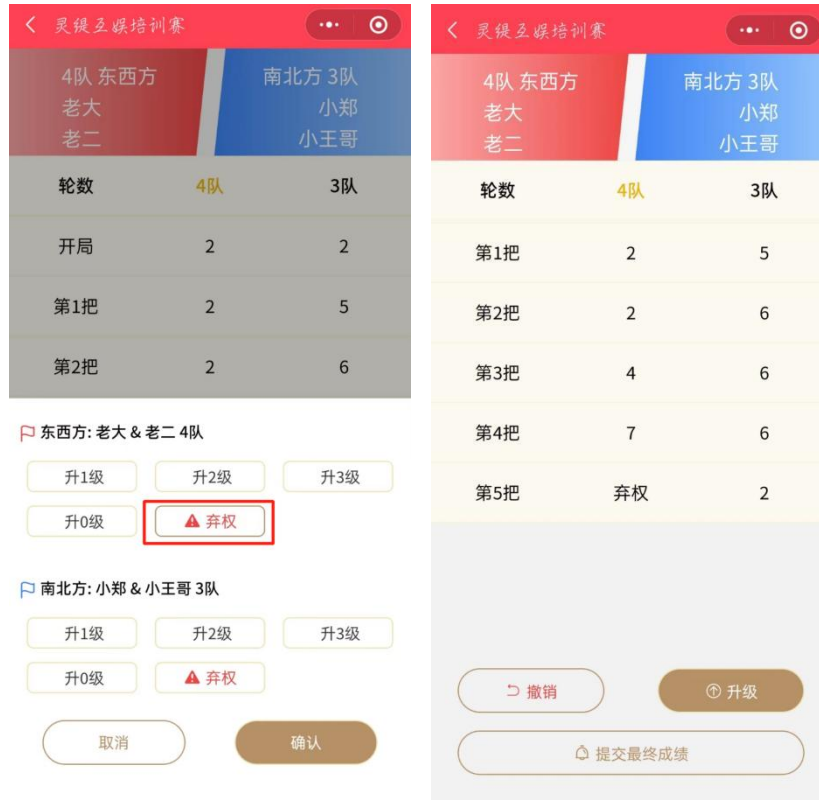 灵缇互娱培训赛
4队 东西方
南北方 3队
老大
小郑
老二
小王哥
轮数 4队 3队
开局 2 2
第1把 2 5
第2把 2 6
东西方: 老大 & 老二 4队
升1级 升2级 升3级
升0级 弃权
南北方: 小郑 & 小王哥 3队
升1级 升2级 升3级
升0级 弃权
取消 确认
灵缇互娱培训赛
4队 东西方
南北方 3队
老大
小郑
老二
小王哥
轮数 4队 3队
第1把 2 5
第2把 2 6
第3把 4 6
第4把 7 6
第5把 弃权 2
撤销 升级
提交最终成绩